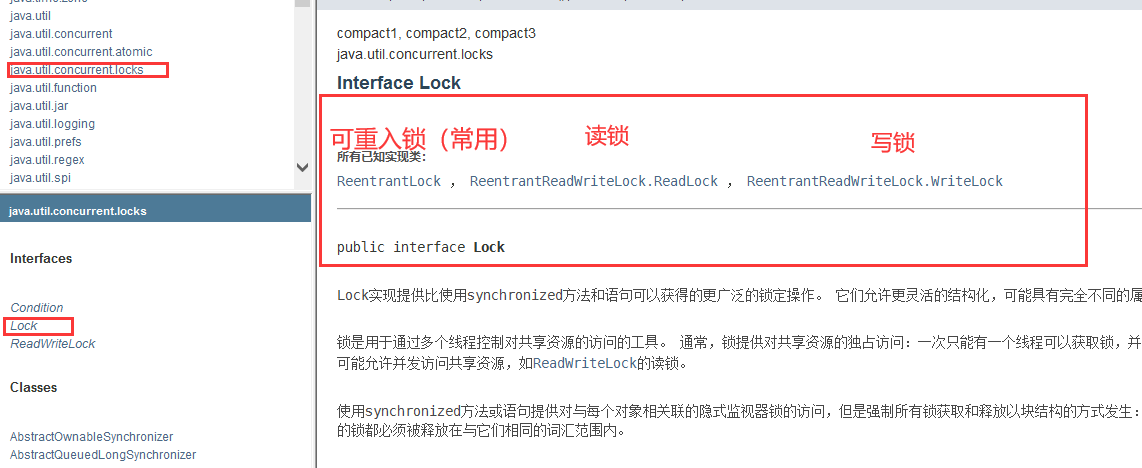 java.util
java.util.concurrent
java.util.concurrent.atomic
java.util.concurrent.locks
java.util.function
java.util.jar
java.util.logging
java.util.prefs
java.util.regex
java.util.spi
java.util.concurrent.locks
Interfaces
Condition
Lock
ReadWriteLock
Classes
AbstractOwnableSynchronizer
AbstractQueuedLongSynchronizer
compact1, compact2, compact3
java.util.concurrent.locks
Interface Lock
可重入锁（常用） 读锁 写锁
所有已知实现类：
ReentrantLock ， ReentrantReadWriteLock.ReadLock ， ReentrantReadWriteLock.WriteLock
public interface Lock
Lock实现提供比使用synchronized方法和语句可以获得的更广泛的锁定操作。 它们允许更灵活的结构化，可能具有完全不同的属
锁是用于通过多个线程控制对共享资源的访问的工具。 通常，锁提供对共享资源的独占访问：一次只能有一个线程可以获取锁，并
可能允许并发访问共享资源，如ReadWriteLock的读锁。
使用synchronized方法或语句提供对与每个对象相关联的隐式监视器锁的访问，但是强制所有锁获取和释放以块结构的方式发生：
的锁都必须被释放在与它们相同的词汇范围内。